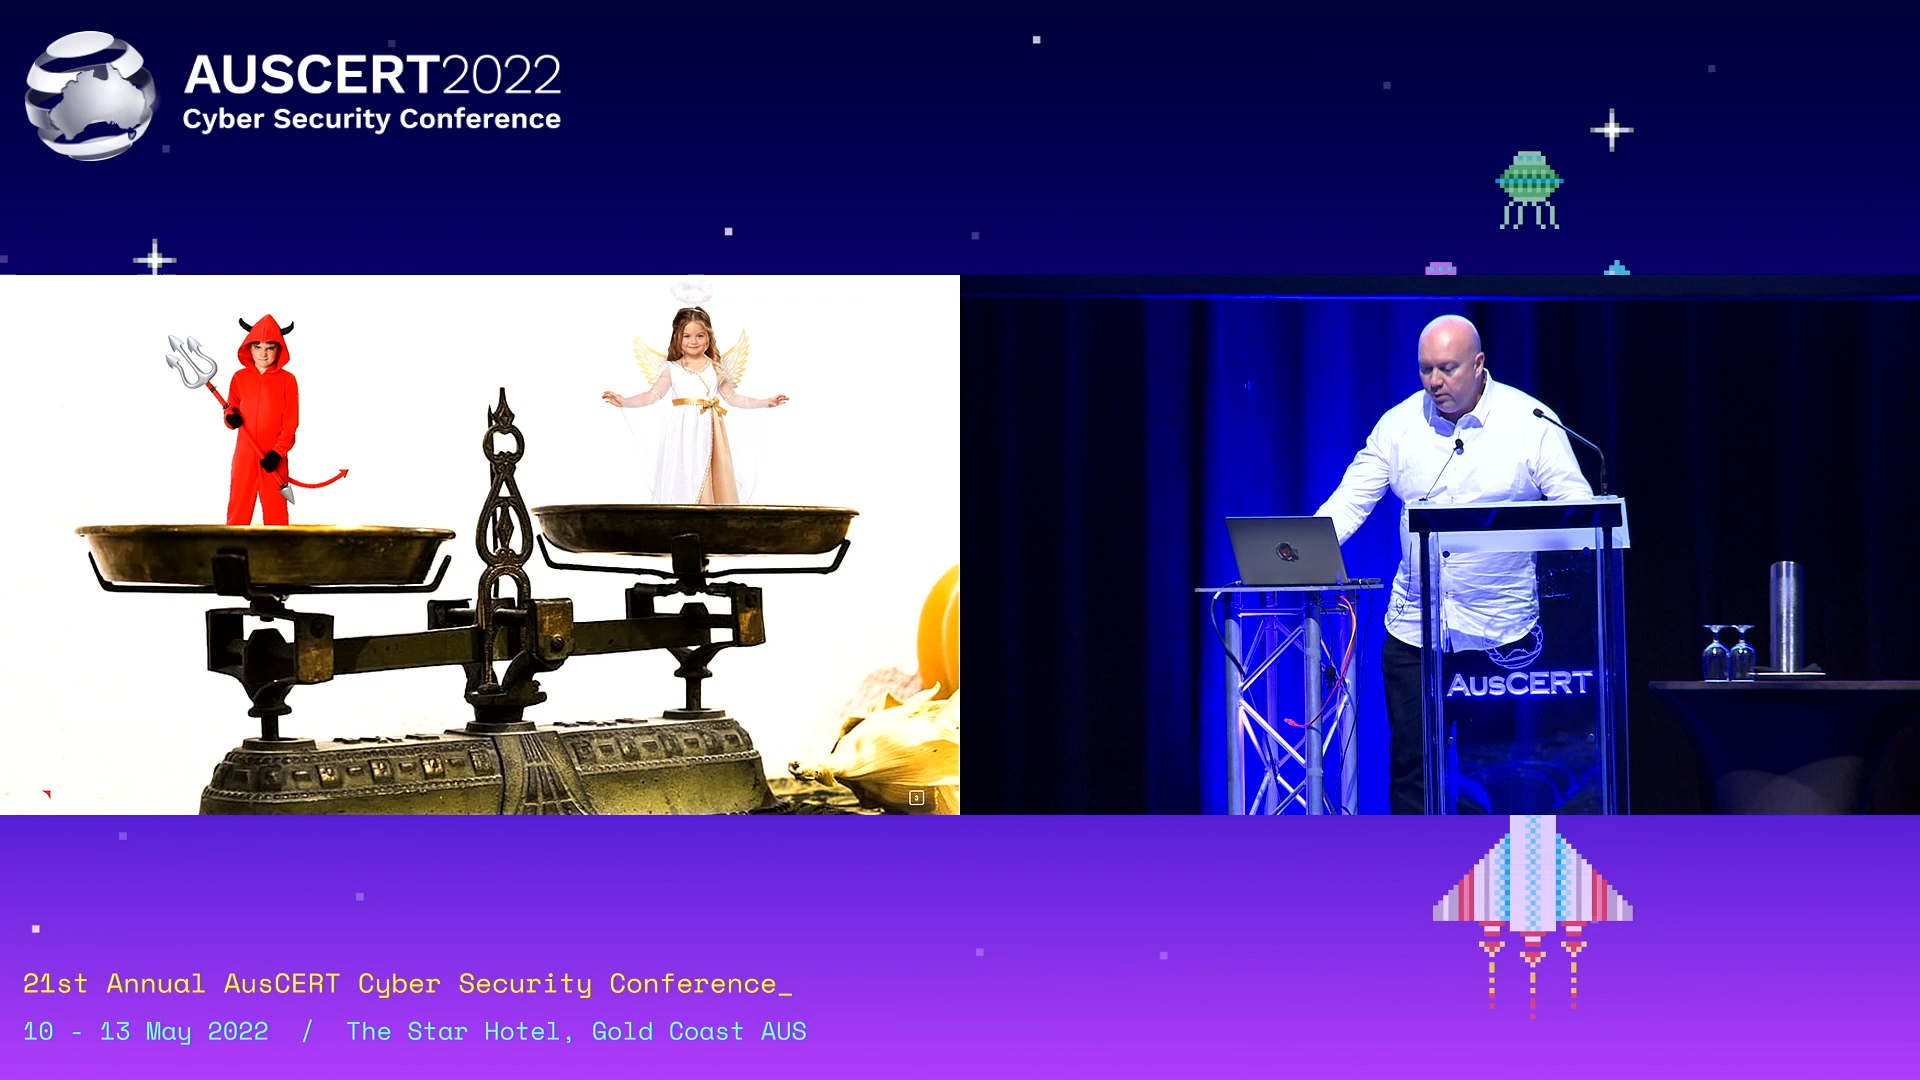 AUSCERT2022
Cyber Security Conference
3
AusCERT
21st Annual AusCERT Cyber Security Conference_
10 - 13 May 2022 / The Star Hotel, Gold Coast AUS